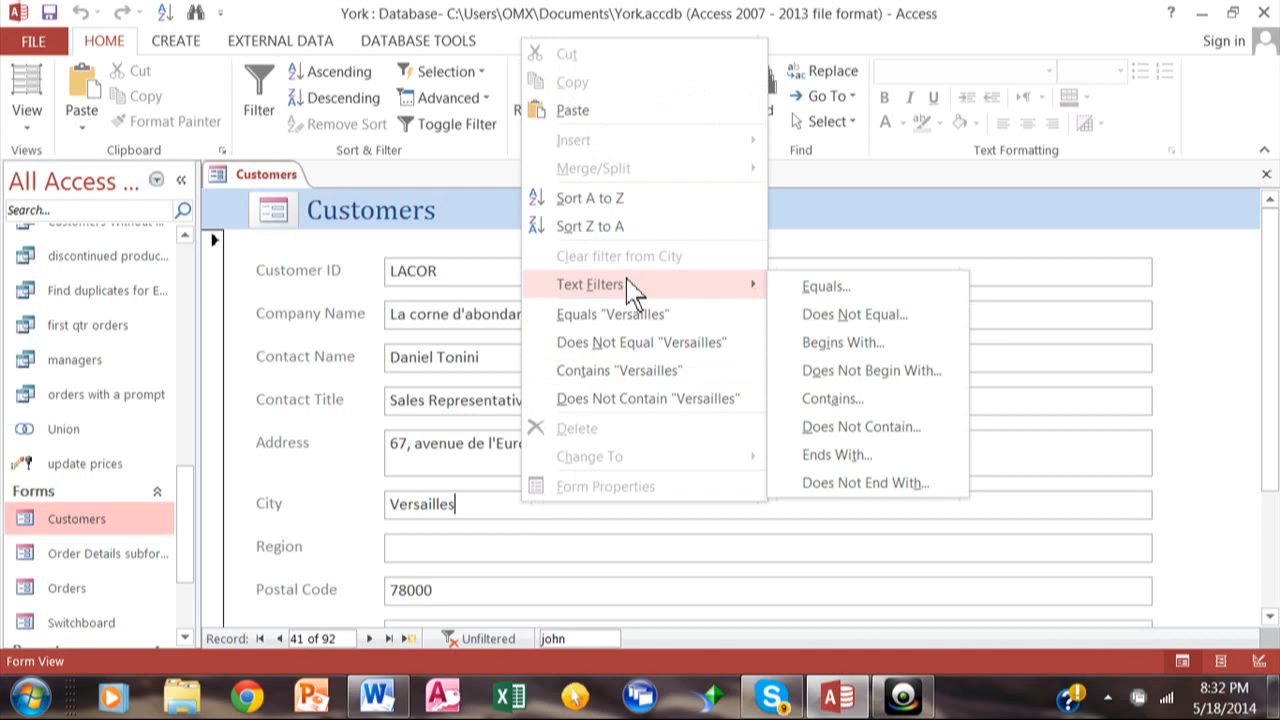 York : Database- C:\Users\OMX\Documents\York.accdb (Access 2007 - 2013 file format) - Access
?
FILE
HOME
CREATE
EXTERNAL DATA
DATABASE TOOLS
Sign in
View
Views
Paste
Cut
Copy
Format Painter
Clipboard
Filter
Ascending
Descending
Remove Sort
Selection
Advanced
Toggle Filter
Sort & Filter
Replace
Go To
Select
Find
B I U
A
Text Formatting
All Access ...
Search...
discontinued produc...
Find duplicates for E...
first qtr orders
managers
orders with a prompt
Union
update prices
Forms
Customers
Order Details subfor...
Orders
Switchboard
Customers
Customers
Customer ID
LACOR
Company Name
La corne d'abondan
Contact Name
Daniel Tonini
Contact Title
Sales Representativ
Address
67, avenue de l'Euro
City
Versailles
Region
Postal Code
78000
Cut
Copy
Paste
Insert
Merge/Split
Sort A to Z
Sort Z to A
Clear filter from City
Text Filters
Equals "Versailles"
Does Not Equal "Versailles"
Contains "Versailles"
Does Not Contain "Versailles"
Delete
Change To
Form Properties
Equals...
Does Not Equal...
Begins With...
Does Not Begin With...
Contains...
Does Not Contain...
Ends With...
Does Not End With...
Record: 41 of 92 Unfiltered john
Form View
8:32 PM
5/18/2014